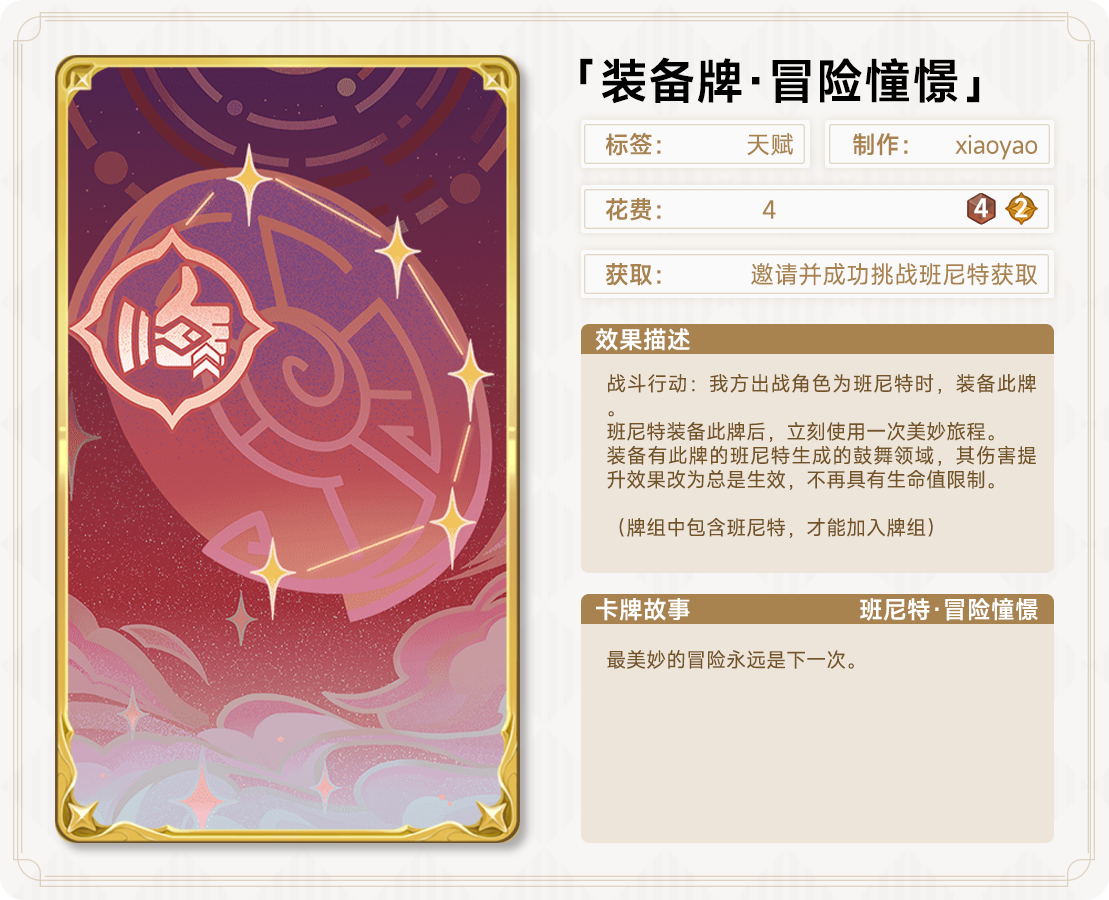 「装备牌·冒险憧憬」
标签： 天赋
制作： xiaoyao
花费： 4 4 2
获取： 邀请并成功挑战班尼特获取
效果描述
战斗行动：我方出战角色为班尼特时，装备此牌
。
班尼特装备此牌后，立刻使用一次美妙旅程。
装备有此牌的班尼特生成的鼓舞领域，其伤害提
升效果改为总是生效，不再具有生命值限制。
（牌组中包含班尼特，才能加入牌组）
卡牌故事 班尼特·冒险憧憬
最美妙的冒险永远是下一次。